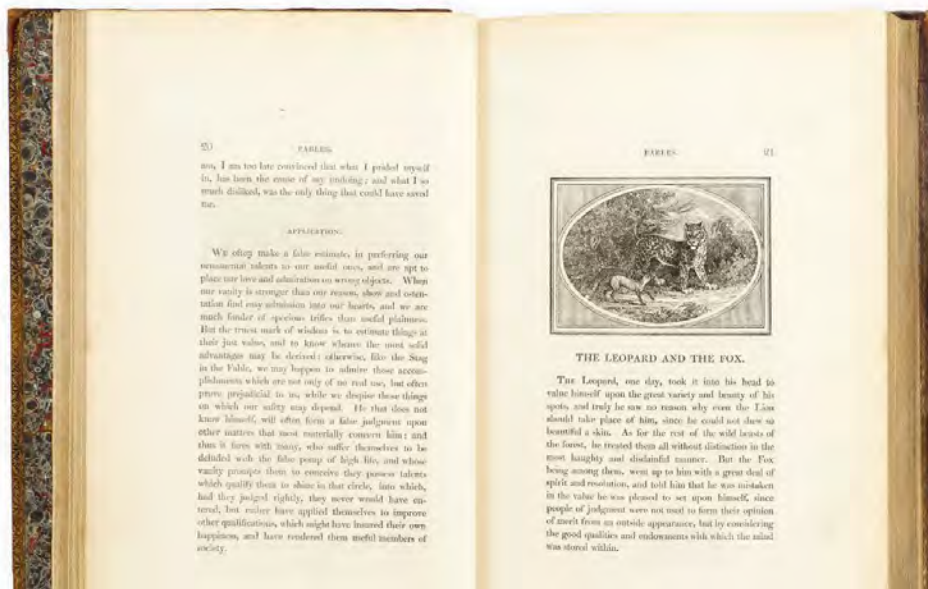 20
FABLES.
am, I am too late convinced that what I prided myself
in, has been the cause of my undoing; and what I so
much disliked, was the only thing that could have saved
me.
APPLICATION.
We often make a false estimate, in preferring our
ornamental talents to our useful ones, and are apt to
place our love and admiration on wrong objects. When
our vanity is stronger than our reason, show and osten-
tation find easy admission into our hearts, and we are
much fonder of specious trifles than useful plainness.
But the truest mark of wisdom is to estimate things at
their just value, and to know whence the most solid
advantages may be derived: otherwise, like the Stag
in the Fable, we may happen to admire those accom-
plishments which are not only of no real use, but often
prove prejudicial to us, while we despise those things
on which our safety may depend. He that does not
know himself, will often form a false judgment upon
other matters that most materially concern him; and
thus it fares with many, who suffer themselves to be
deluded with the false pomp of high life, and whose
vanity prompts them to conceive they possess talents
which qualify them to shine in that circle, into which,
had they judged rightly, they never would have en-
tered, but rather have applied themselves to improve
other qualifications, which might have insured their own
happiness, and have rendered them useful members of
society.
FABLES.
21
THE LEOPARD AND THE FOX.
The Leopard, one day, took it into his head to
value himself upon the great variety and beauty of his
spots, and truly he saw no reason why even the Lion
should take place of him, since he could not shew so
beautiful a skin. As for the rest of the wild beasts of
the forest, he treated them all without distinction in the
most haughty and disdainful manner. But the Fox
being among them, went up to him with a great deal of
spirit and resolution, and told him that he was mistaken
in the value he was pleased to set upon himself, since
people of judgment were not used to form their opinion
of merit from an outside appearance, but by considering
the good qualities and endowments with which the mind
was stored within.